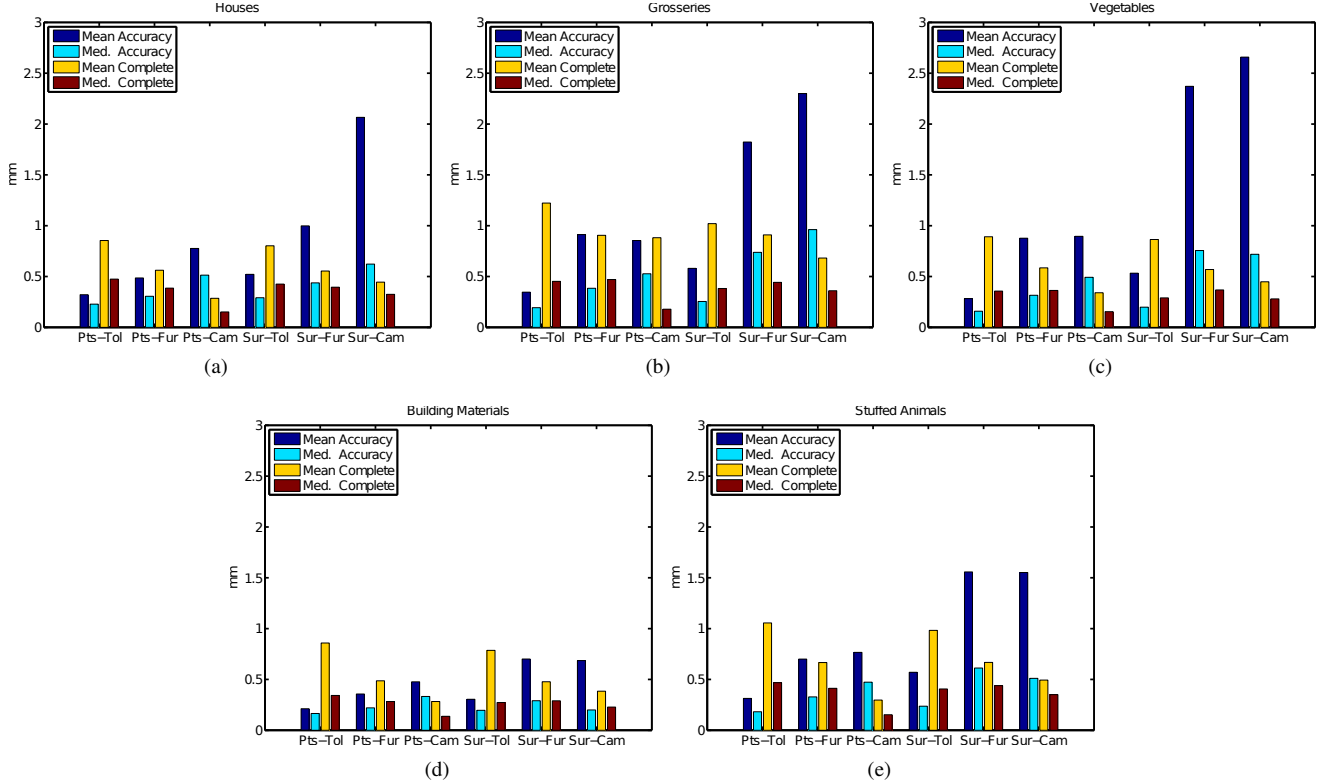 Houses
3
2.5
2
1.5
1
0.5
0
mm
Mean Accuracy
Med. Accuracy
Mean Complete
Med. Complete
Pts−Tol Pts−Fur Pts−Cam Sur−Tol Sur−Fur Sur−Cam
(a)
Grosseries
3
2.5
2
1.5
1
0.5
0
mm
Mean Accuracy
Med. Accuracy
Mean Complete
Med. Complete
Pts−Tol Pts−Fur Pts−Cam Sur−Tol Sur−Fur Sur−Cam
(b)
Vegetables
3
2.5
2
1.5
1
0.5
0
mm
Mean Accuracy
Med. Accuracy
Mean Complete
Med. Complete
Pts−Tol Pts−Fur Pts−Cam Sur−Tol Sur−Fur Sur−Cam
(c)
Building Materials
3
2.5
2
1.5
1
0.5
0
mm
Mean Accuracy
Med. Accuracy
Mean Complete
Med. Complete
Pts−Tol Pts−Fur Pts−Cam Sur−Tol Sur−Fur Sur−Cam
(d)
Stuffed Animals
3
2.5
2
1.5
1
0.5
0
mm
Mean Accuracy
Med. Accuracy
Mean Complete
Med. Complete
Pts−Tol Pts−Fur Pts−Cam Sur−Tol Sur−Fur Sur−Cam
(e)